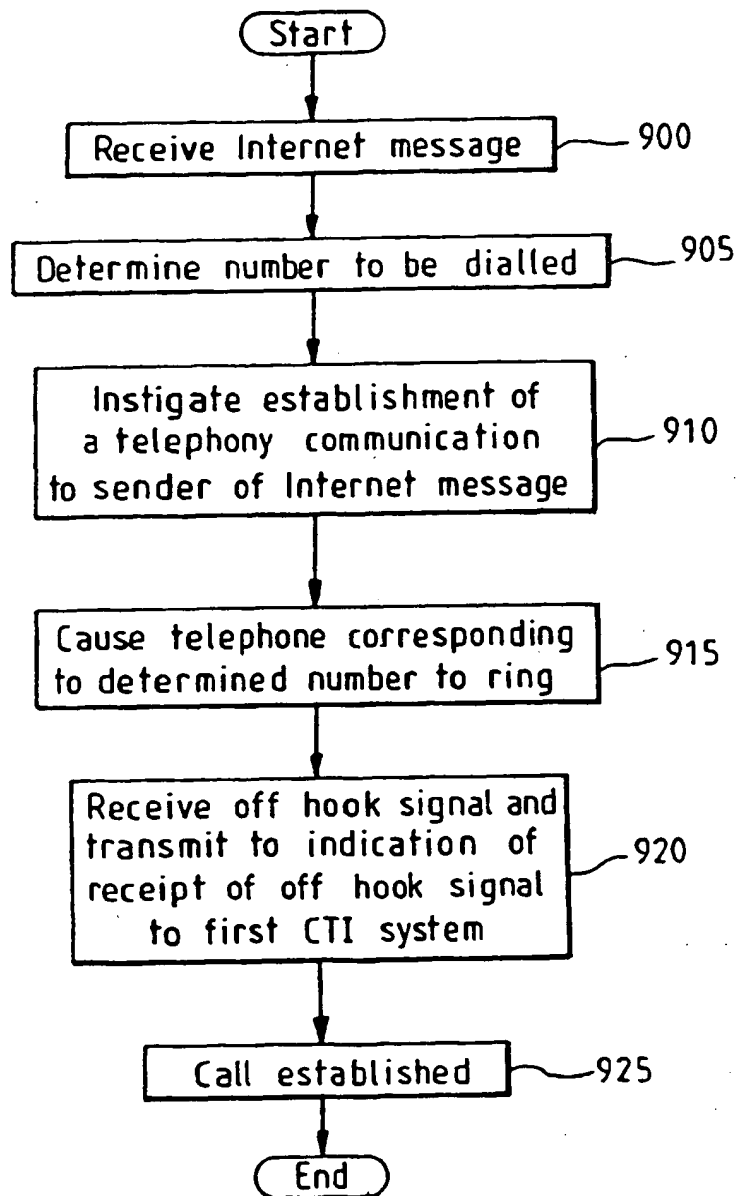 Start
Receive Internet message
900
Determine number to be dialled
905
Instigate establishment of
a telephony communication
to sender of Internet message
910
Cause telephone corresponding
to determined number to ring
915
Receive off hook signal and
transmit to indication of
receipt of off hook signal
to first CTI system
920
Call established
925
End